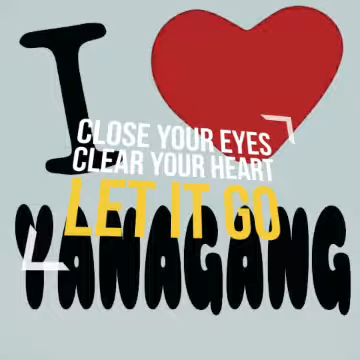 I
CLOSE YOUR EYES
CLEAR YOUR HEART
LET IT GO
YANAGANG